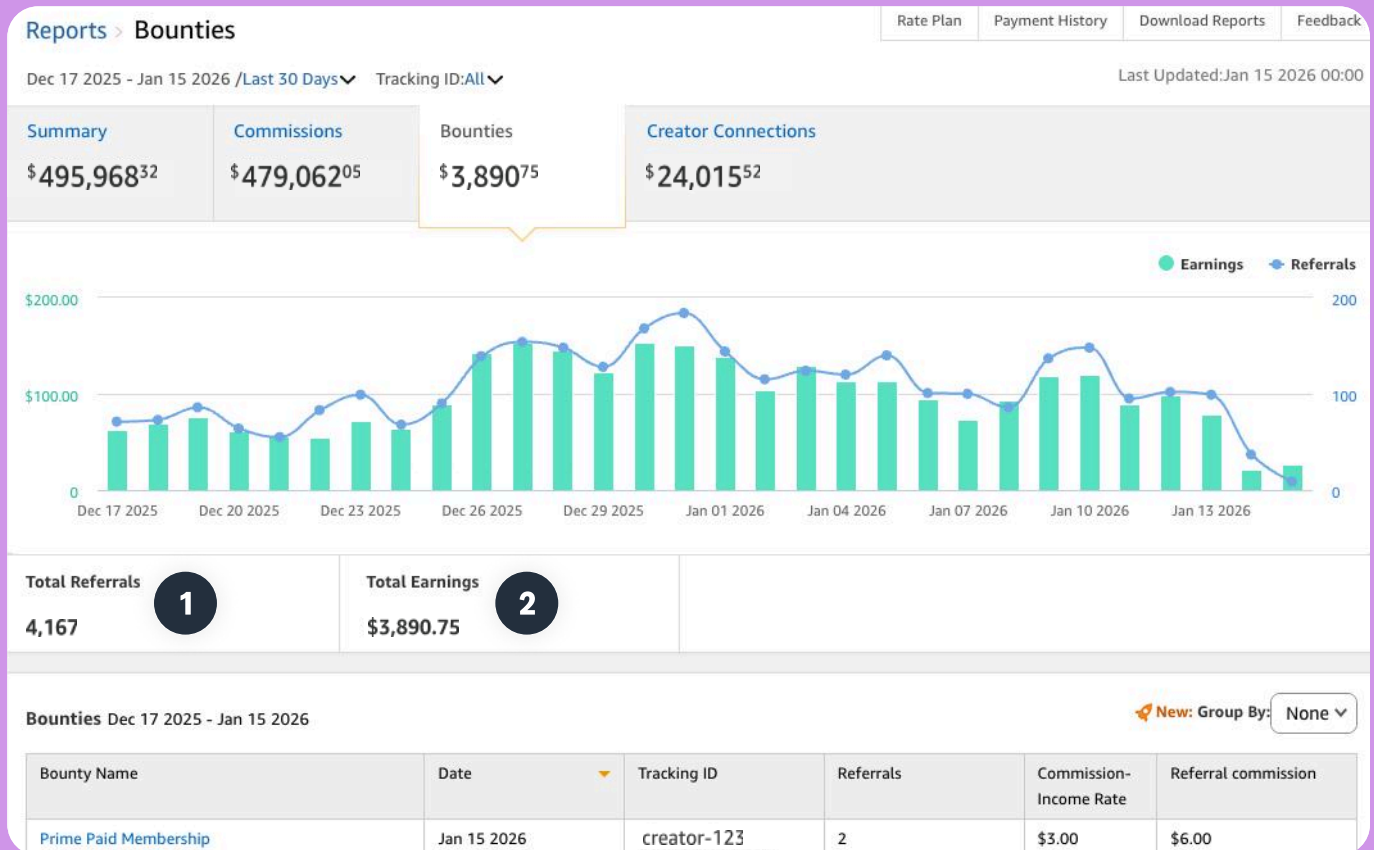 Reports > Bounties
Rate Plan Payment History Download Reports Feedback
Dec 17 2025 - Jan 15 2026 /Last 30 Days Tracking ID:All
Last Updated:Jan 15 2026 00:00
Summary Commissions Bounties Creator Connections
$495,96832 $479,06205 $3,89075 $24,01552
Earnings Referrals
$200.00 200
$100.00 100
0 0
Dec 17 2025 Dec 20 2025 Dec 23 2025 Dec 26 2025 Dec 29 2025 Jan 01 2026 Jan 04 2026 Jan 07 2026 Jan 10 2026 Jan 13 2026
Total Referrals 1 Total Earnings 2
4,167 $3,890.75
Bounties Dec 17 2025 - Jan 15 2026
New: Group By: None
Bounty Name Date Tracking ID Referrals Commission- Referral commission
Income Rate
Prime Paid Membership Jan 15 2026 creator-123 2 $3.00 $6.00